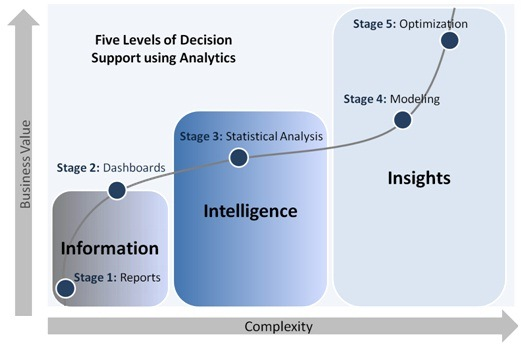 Five Levels of Decision
Support using Analytics
Stage 5: Optimization
Stage 4: Modeling
Stage 3: Statistical Analysis
Stage 2: Dashboards
Insights
Intelligence
Information
Stage 1: Reports
Business Value
Complexity